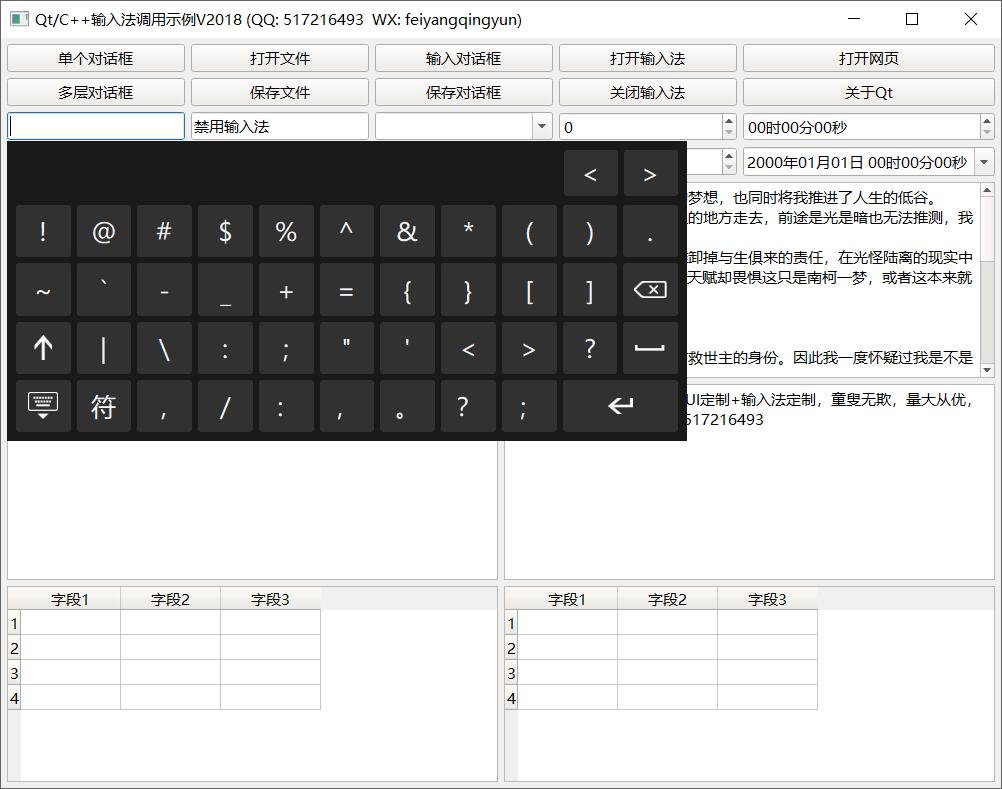 Qt/C++输入法调用示例V2018 (QQ: 517216493 WX: feiyangqingyun)
单个对话框 打开文件 输入对话框 打开输入法 打开网页
多层对话框 保存文件 保存对话框 关闭输入法 关于Qt
禁用输入法 0 00时00分00秒
2000年01月01日 00时00分00秒
< >
! @ # $ % ^ & * ( ) .
~ ` - _ + = { } [ ]
| \ : ; " ' < > ?
符 , / : , 。 ? ;
梦想，也同时将我推进了人生的低谷。
的地方走去，前途是光是暗也无法推测，我
卸掉与生俱来的责任，在光怪陆离的现实中
天赋却畏惧这只是南柯一梦，或者这本来就
救世主的身份。因此我一度怀疑过我是不是
UI定制+输入法定制，童叟无欺，量大从优，
517216493
字段1 字段2 字段3
1
2
3
4
字段1 字段2 字段3
1
2
3
4